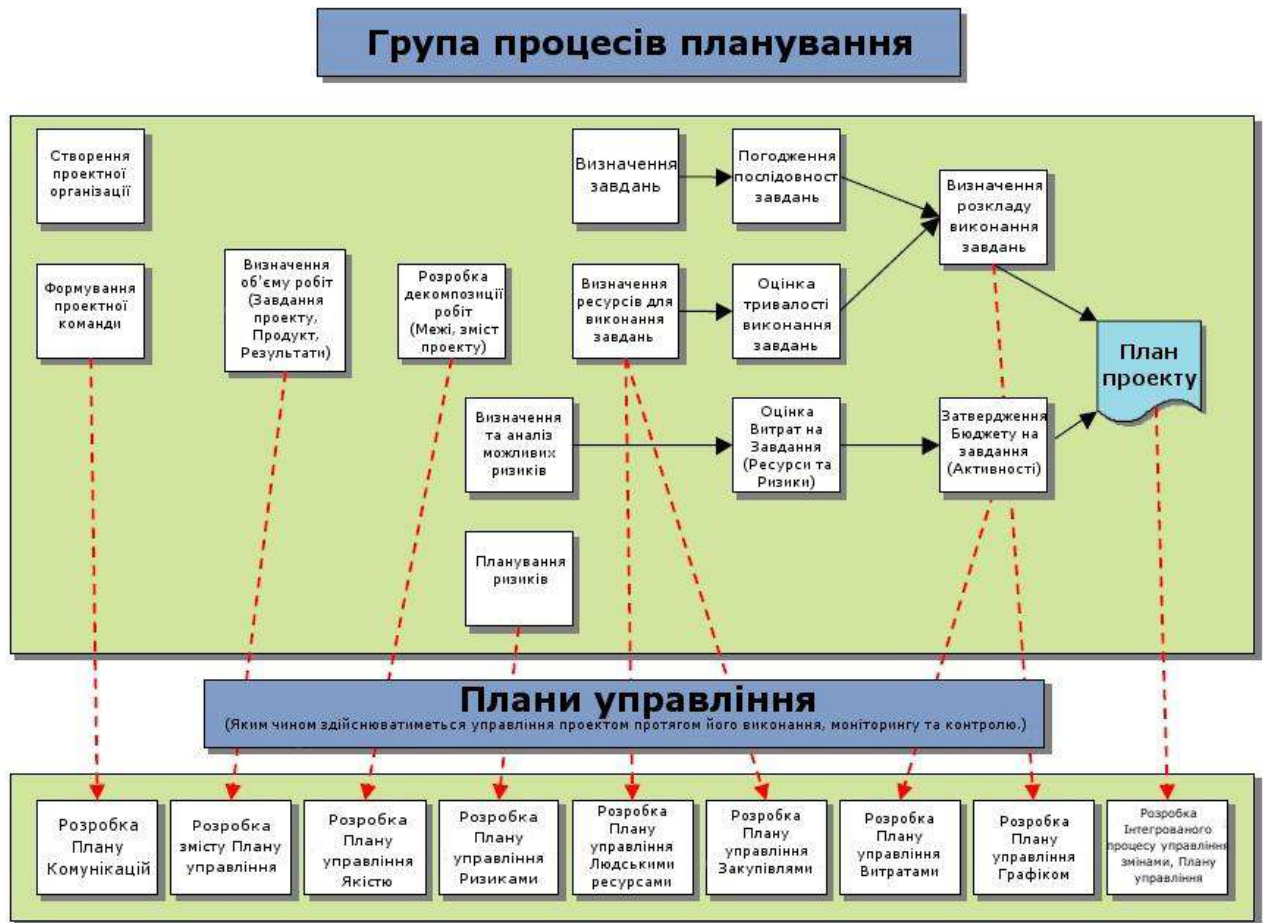 Група процесів планування
Створення
проектної
організації
Визначення
завдань
Погодження
послідовност
завдань
Визначення
розкладу
виконання
завдань
Формування
проектної
команди
Визначення
об'єму робіт
(Завдання
проекту,
Продукт,
Результати)
Розробка
декомпозиції
робіт
(Межі, зміст
проекту)
Визначення
ресурсів для
виконання
завдань
Оцінка
тривалості
виконання
завдань
План
проекту
Визначення
та аналіз
можливих
ризиків
Оцінка
Витрат на
Завдання
(Ресурси та
Ризики)
Затвердження
Бюджету на
завдання
(Активності)
Планування
ризиків
Плани управління
(Яким чином здійснюватиметься управління проектом протягом його виконання, моніторингу та контролю.)
Розробка
Плану
Комунікацій
Розробка
змісту Плану
управління
Розробка
Плану
управління
Якістю
Розробка
Плану
управління
Ризиками
Розробка
Плану
управління
Людськими
ресурсами
Розробка
Плану
управління
Закупівлями
Розробка
Плану
управління
Витратами
Розробка
Плану
управління
Графіком
Розробка
Інтегрованого
процесу управління
змінами, Плану
управління